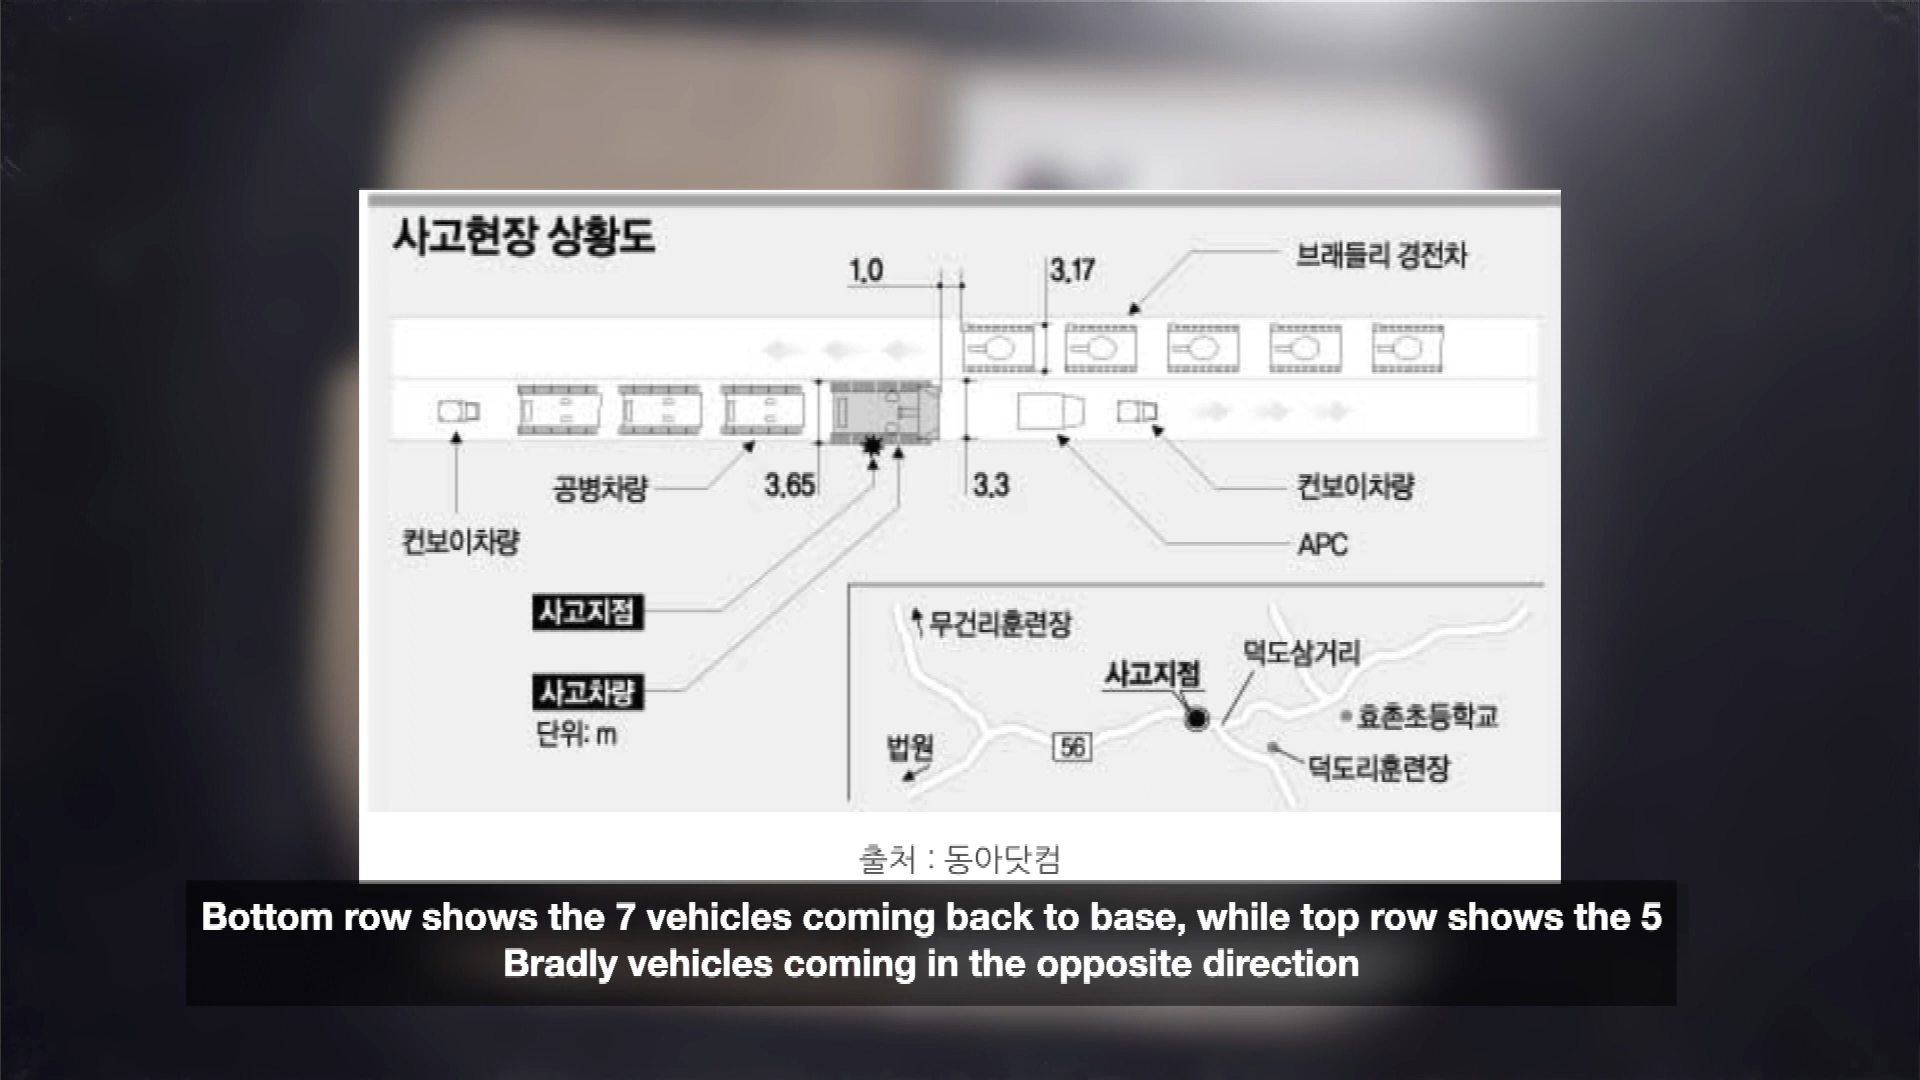 사고현장 상황도
1.0
3.17
브래들리 경전차
공병차량
3.65
3.3
컨보이차량
컨보이차량
APC
사고지점
사고차량
단위: m
무건리훈련장
덕도삼거리
사고지점
효촌초등학교
법원
56
덕도리훈련장
출처 : 동아닷컴
Bottom row shows the 7 vehicles coming back to base, while top row shows the 5
Bradly vehicles coming in the opposite direction